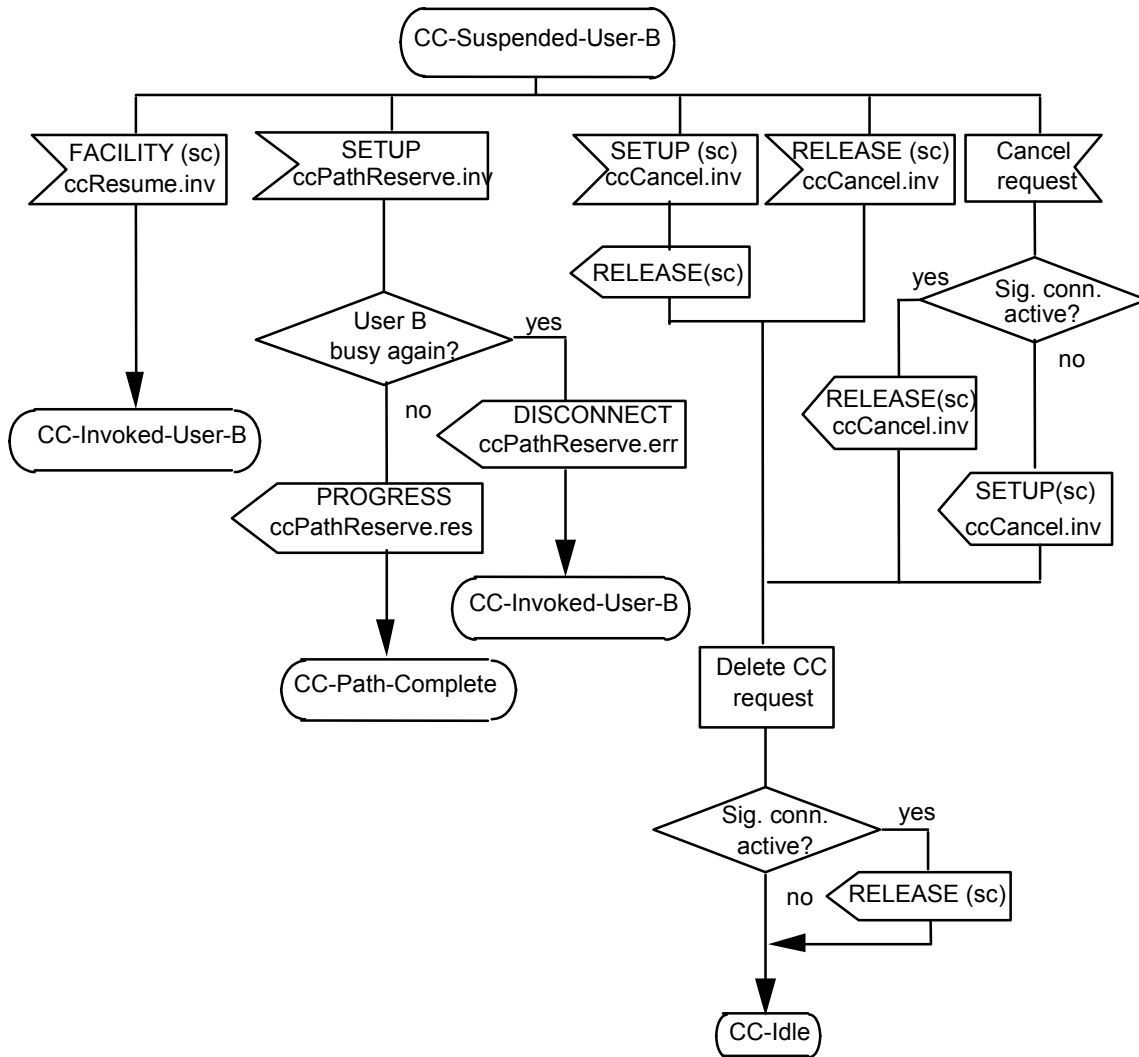 CC-Suspended-User-B
FACILITY (sc)
ccResume.inv
SETUP
ccPathReserve.inv
SETUP (sc)
ccCancel.inv
RELEASE (sc)
ccCancel.inv
Cancel
request
RELEASE(sc)
yes
Sig. conn.
active?
no
User B
busy again?
yes
no
RELEASE(sc)
ccCancel.inv
CC-Invoked-User-B
DISCONNECT
ccPathReserve.err
SETUP(sc)
ccCancel.inv
PROGRESS
ccPathReserve.res
CC-Invoked-User-B
CC-Path-Complete
Delete CC
request
Sig. conn.
active?
yes
no
RELEASE (sc)
CC-Idle